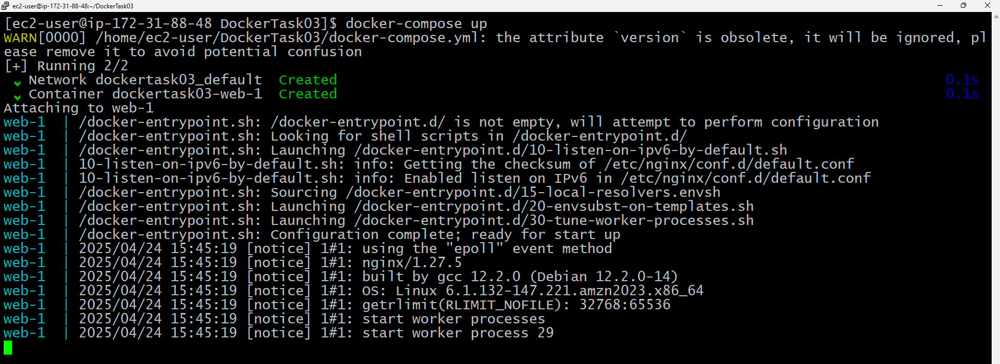 ec2-user@ip-172-31-88-48:~/DockerTask03
[ec2-user@ip-172-31-88-48 DockerTask03]$ docker-compose up
WARN[0000] /home/ec2-user/DockerTask03/docker-compose.yml: the attribute `version` is obsolete, it will be ignored, pl
ease remove it to avoid potential confusion
[+] Running 2/2
✔ Network dockertask03_default  Created 0.1s
✔ Container dockertask03-web-1  Created 0.1s
Attaching to web-1
web-1  | /docker-entrypoint.sh: /docker-entrypoint.d/ is not empty, will attempt to perform configuration
web-1  | /docker-entrypoint.sh: Looking for shell scripts in /docker-entrypoint.d/
web-1  | /docker-entrypoint.sh: Launching /docker-entrypoint.d/10-listen-on-ipv6-by-default.sh
web-1  | 10-listen-on-ipv6-by-default.sh: info: Getting the checksum of /etc/nginx/conf.d/default.conf
web-1  | 10-listen-on-ipv6-by-default.sh: info: Enabled listen on IPv6 in /etc/nginx/conf.d/default.conf
web-1  | /docker-entrypoint.sh: Sourcing /docker-entrypoint.d/15-local-resolvers.envsh
web-1  | /docker-entrypoint.sh: Launching /docker-entrypoint.d/20-envsubst-on-templates.sh
web-1  | /docker-entrypoint.sh: Launching /docker-entrypoint.d/30-tune-worker-processes.sh
web-1  | /docker-entrypoint.sh: Configuration complete; ready for start up
web-1  | 2025/04/24 15:45:19 [notice] 1#1: using the "epoll" event method
web-1  | 2025/04/24 15:45:19 [notice] 1#1: nginx/1.27.5
web-1  | 2025/04/24 15:45:19 [notice] 1#1: built by gcc 12.2.0 (Debian 12.2.0-14)
web-1  | 2025/04/24 15:45:19 [notice] 1#1: OS: Linux 6.1.132-147.221.amzn2023.x86_64
web-1  | 2025/04/24 15:45:19 [notice] 1#1: getrlimit(RLIMIT_NOFILE): 32768:65536
web-1  | 2025/04/24 15:45:19 [notice] 1#1: start worker processes
web-1  | 2025/04/24 15:45:19 [notice] 1#1: start worker process 29